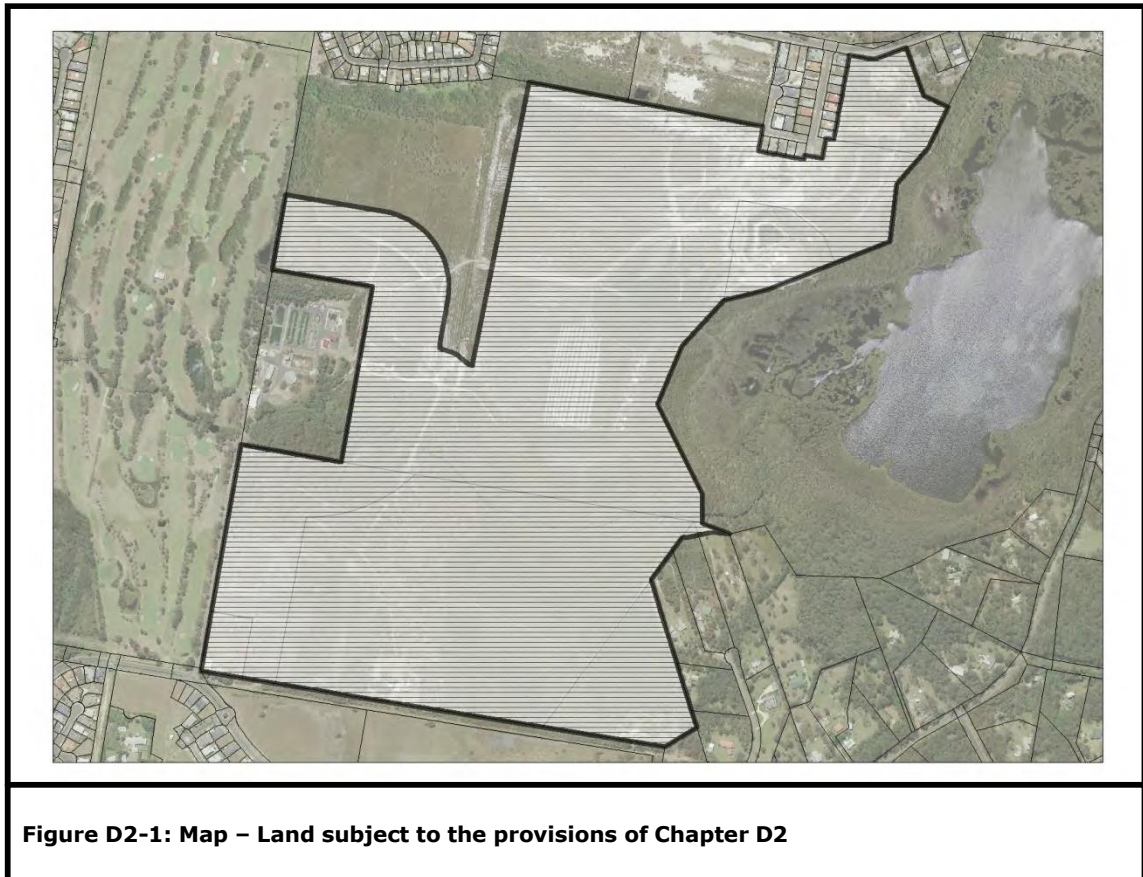 Figure D2-1: Map – Land subject to the provisions of Chapter D2